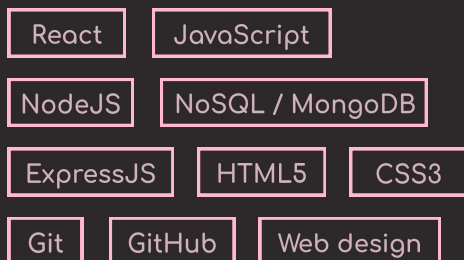 React JavaScript
NodeJS NoSQL / MongoDB
ExpressJS HTML5 CSS3
Git GitHub Web design